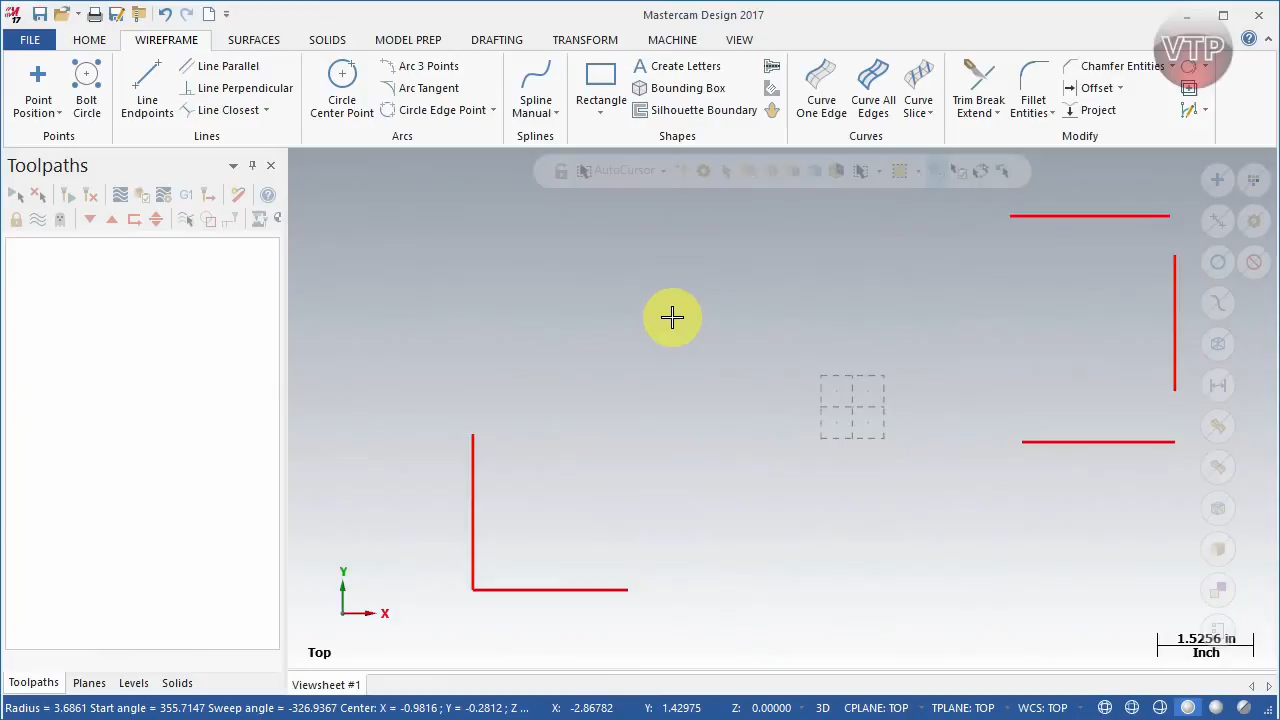 17
Mastercam Design 2017
FILE HOME WIREFRAME SURFACES SOLIDS MODEL PREP DRAFTING TRANSFORM MACHINE VIEW
VTP
Point Position
Bolt Circle
Points
Line Endpoints
Line Parallel
Line Perpendicular
Line Closest
Lines
Circle Center Point
Arc 3 Points
Arc Tangent
Circle Edge Point
Arcs
Spline Manual
Splines
Rectangle
Create Letters
Bounding Box
Silhouette Boundary
Shapes
Curve One Edge
Curve All Edges
Curve Slice
Curves
Trim Break Extend
Fillet Entities
Chamfer Entities
Offset
Project
Modify
Toolpaths
G1
AutoCursor
Y
X
Top
1.5256 in
Inch
Toolpaths Planes Levels Solids
Viewsheet #1
Radius = 3.6861 Start angle = 355.7147 Sweep angle = -326.9367 Center: X = -0.9816, Y = -0.2812; Z ... X: -2.86782 Y: 1.42975 Z: 0.00000 3D CPLANE: TOP TPLANE: TOP WCS: TOP